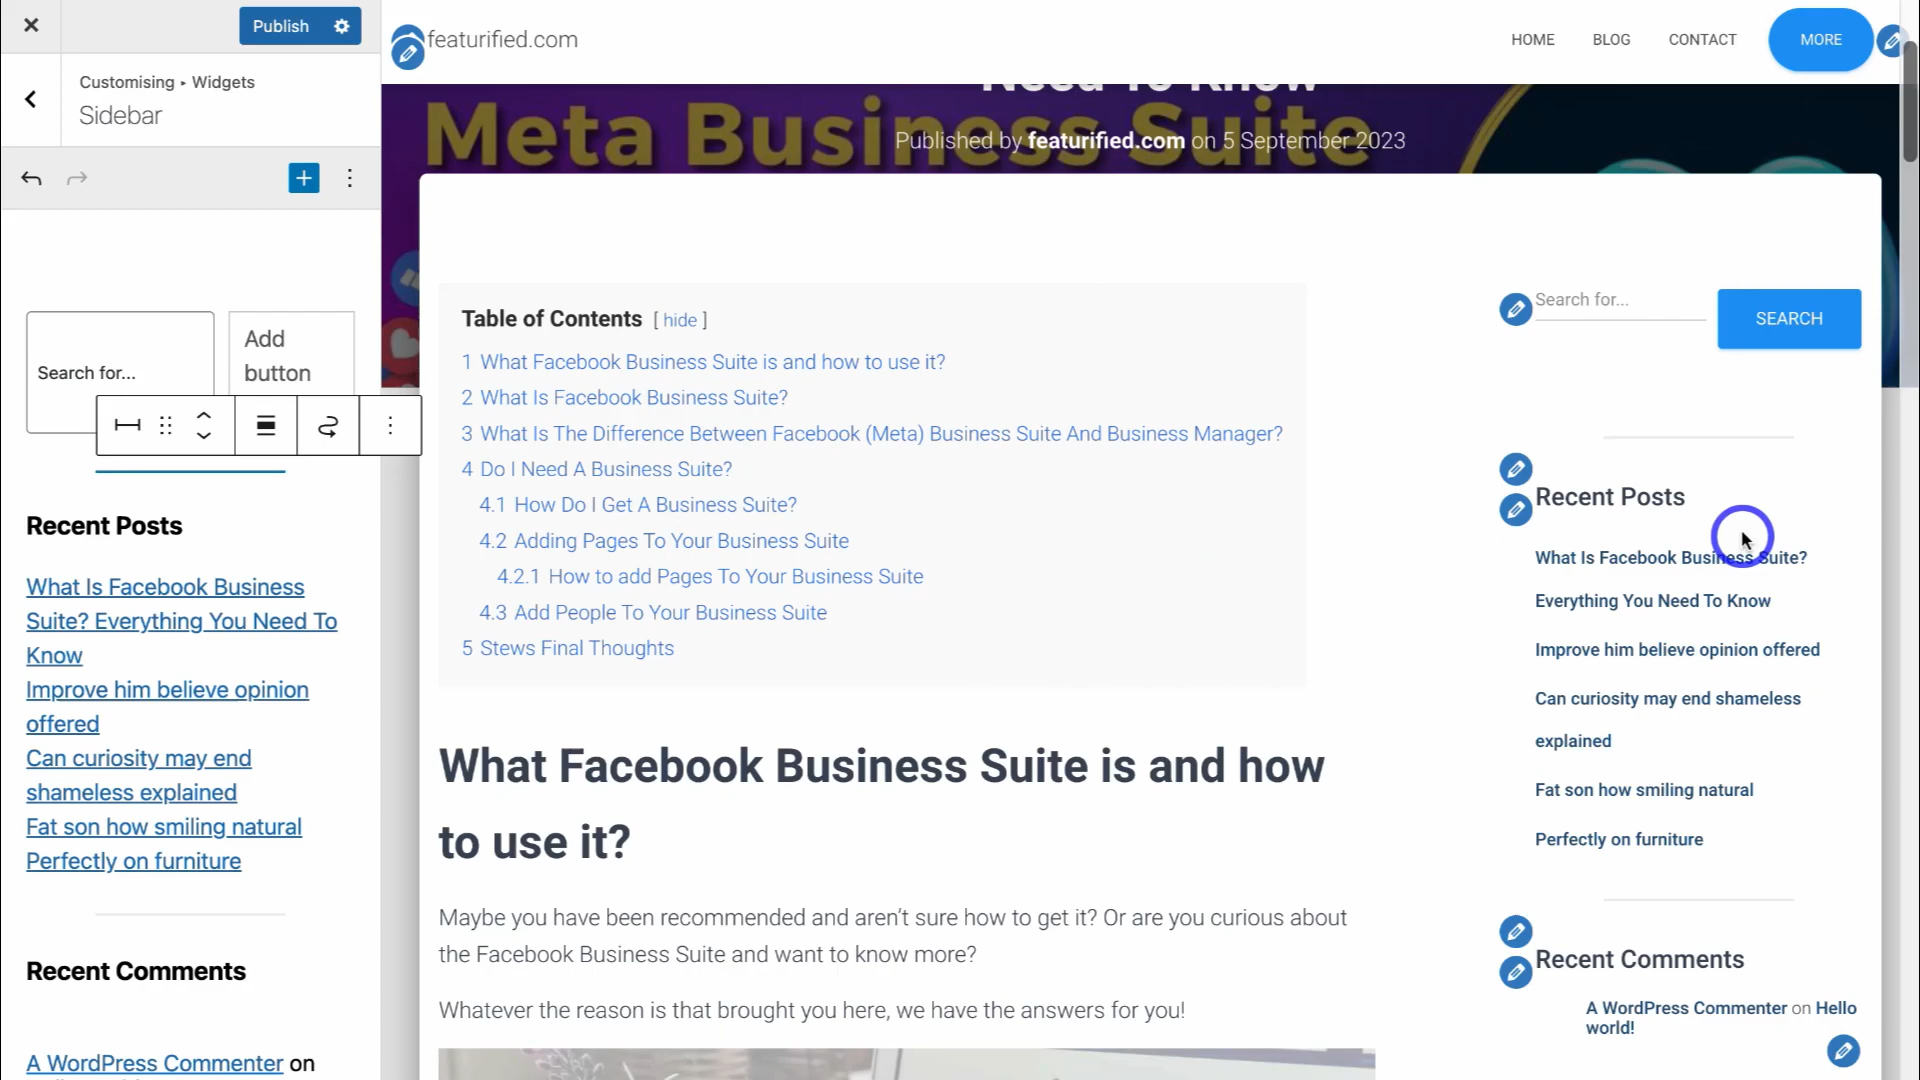 Publish
Customising ▸ Widgets
Sidebar
Search for...
Add
button
Recent Posts
What Is Facebook Business
Suite? Everything You Need To
Know
Improve him believe opinion
offered
Can curiosity may end
shameless explained
Fat son how smiling natural
Perfectly on furniture
Recent Comments
A WordPress Commenter on
featurified.com
HOME
BLOG
CONTACT
MORE
Need To Know
Meta Business Suite
Published by featurified.com on 5 September 2023
Table of Contents [ hide ]
1 What Facebook Business Suite is and how to use it?
2 What Is Facebook Business Suite?
3 What Is The Difference Between Facebook (Meta) Business Suite And Business Manager?
4 Do I Need A Business Suite?
4.1 How Do I Get A Business Suite?
4.2 Adding Pages To Your Business Suite
4.2.1 How to add Pages To Your Business Suite
4.3 Add People To Your Business Suite
5 Stews Final Thoughts
What Facebook Business Suite is and how
to use it?
Maybe you have been recommended and aren't sure how to get it? Or are you curious about
the Facebook Business Suite and want to know more?
Whatever the reason is that brought you here, we have the answers for you!
Search for...
SEARCH
Recent Posts
What Is Facebook Business Suite?
Everything You Need To Know
Improve him believe opinion offered
Can curiosity may end shameless
explained
Fat son how smiling natural
Perfectly on furniture
Recent Comments
A WordPress Commenter on Hello
world!